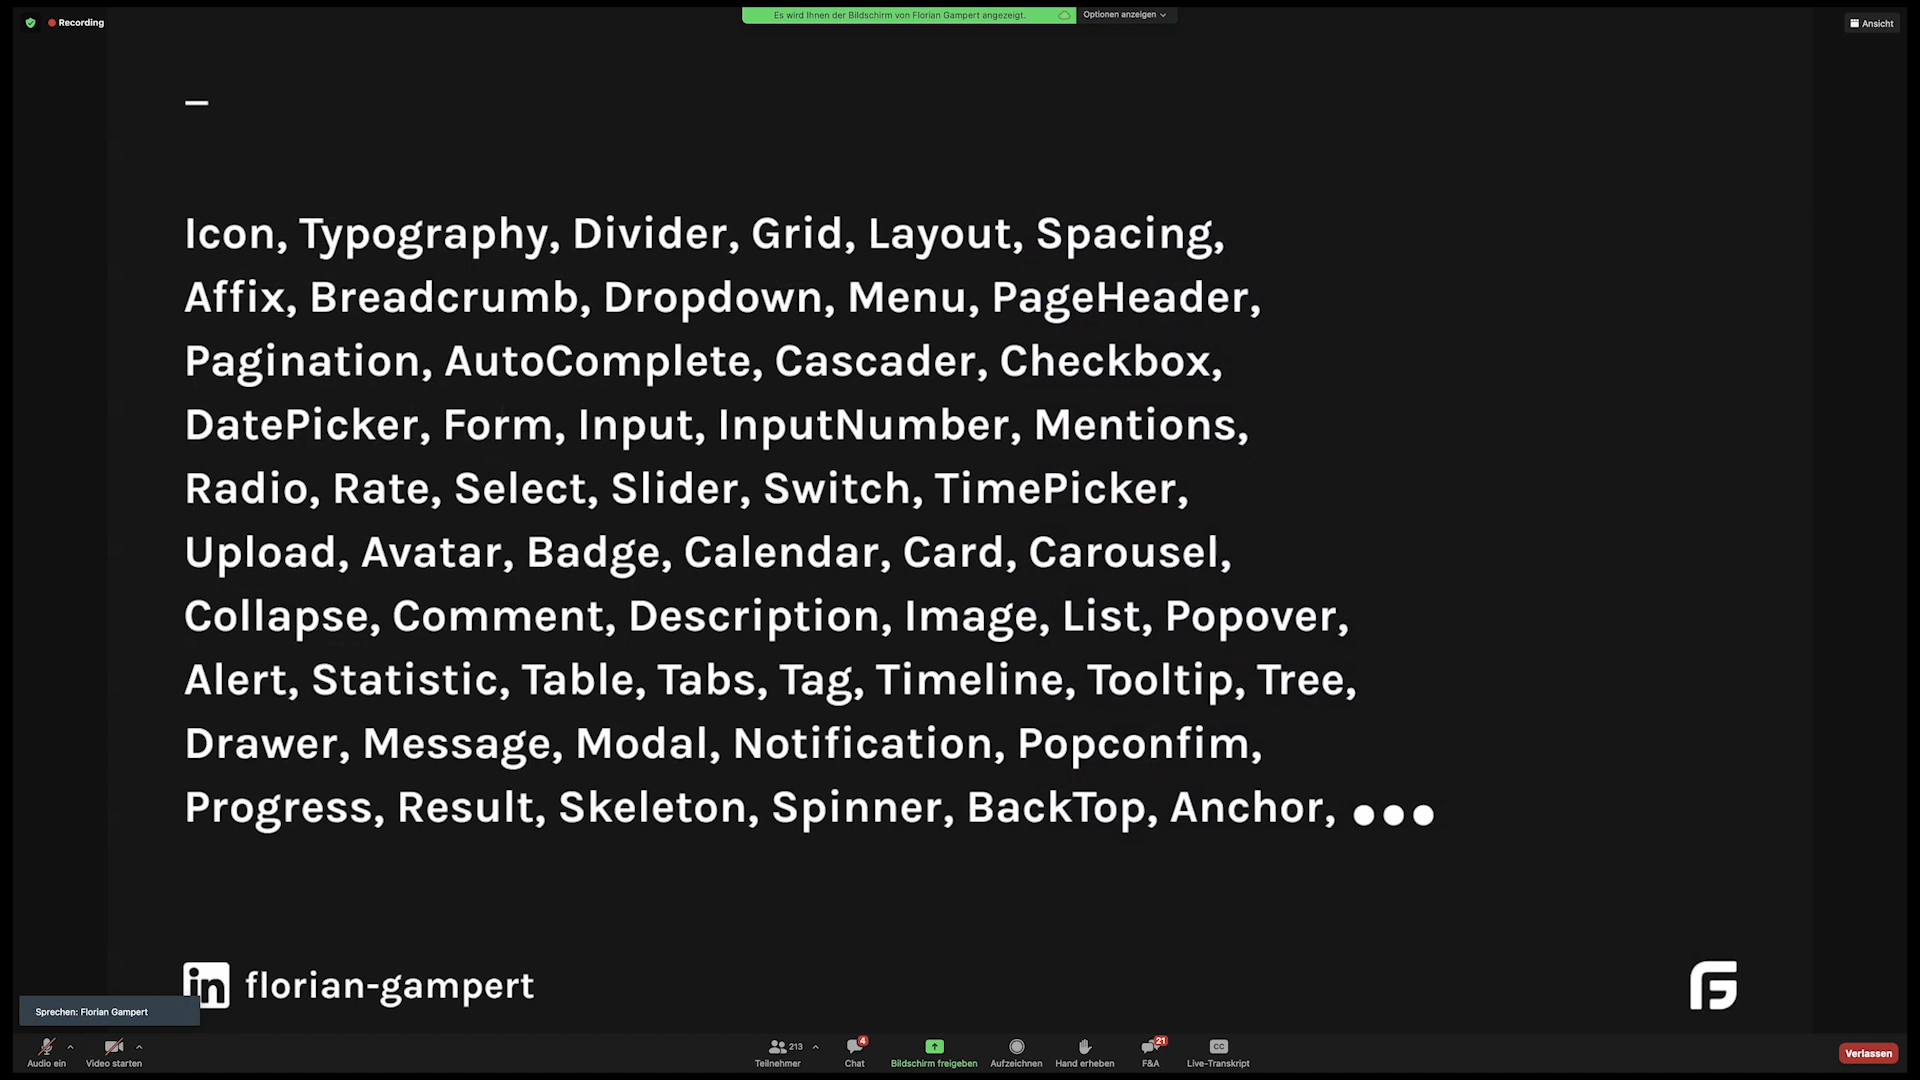 Recording
Es wird Ihnen der Bildschirm von Florian Gampert angezeigt.
Optionen anzeigen
Ansicht
–
Icon, Typography, Divider, Grid, Layout, Spacing,
Affix, Breadcrumb, Dropdown, Menu, PageHeader,
Pagination, AutoComplete, Cascader, Checkbox,
DatePicker, Form, Input, InputNumber, Mentions,
Radio, Rate, Select, Slider, Switch, TimePicker,
Upload, Avatar, Badge, Calendar, Card, Carousel,
Collapse, Comment, Description, Image, List, Popover,
Alert, Statistic, Table, Tabs, Tag, Timeline, Tooltip, Tree,
Drawer, Message, Modal, Notification, Popconfim,
Progress, Result, Skeleton, Spinner, BackTop, Anchor, ...
in florian-gampert
Sprechen: Florian Gampert
Audio ein
Video starten
213
Teilnehmer
4
Chat
Bildschirm freigeben
Aufzeichnen
Hand erheben
21
F&A
CC
Live-Transkript
Verlassen